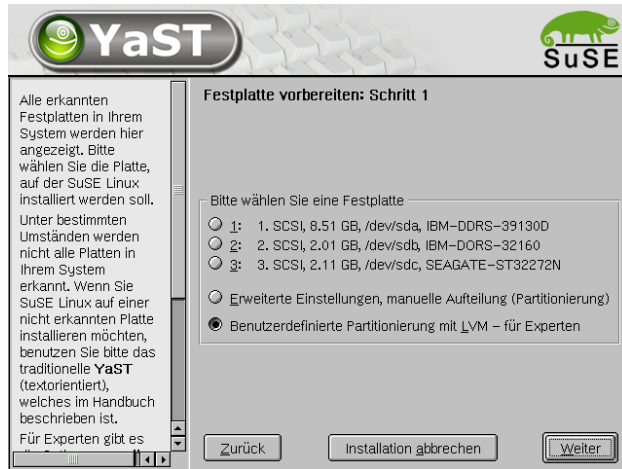 YaST
SuSE
Alle erkannten
Festplatten in Ihrem
System werden hier
angezeigt. Bitte
wählen Sie die Platte,
auf der SuSE Linux
installiert werden soll.
Unter bestimmten
Umständen werden
nicht alle Platten in
Ihrem System
erkannt. Wenn Sie
SuSE Linux auf einer
nicht erkannten Platte
installieren möchten,
benutzen Sie bitte das
traditionelle YaST
(textorientiert),
welches im Handbuch
beschrieben ist.
Für Experten gibt es
Festplatte vorbereiten: Schritt 1
Bitte wählen Sie eine Festplatte
1: 1. SCSI, 8.51 GB, /dev/sda, IBM-DDRS-39130D
2: 2. SCSI, 2.01 GB, /dev/sdb, IBM-DORS-32160
3: 3. SCSI, 2.11 GB, /dev/sdc, SEAGATE-ST32272N
Erweiterte Einstellungen, manuelle Aufteilung (Partitionierung)
Benutzerdefinierte Partitionierung mit LVM – für Experten
Zurück
Installation abbrechen
Weiter